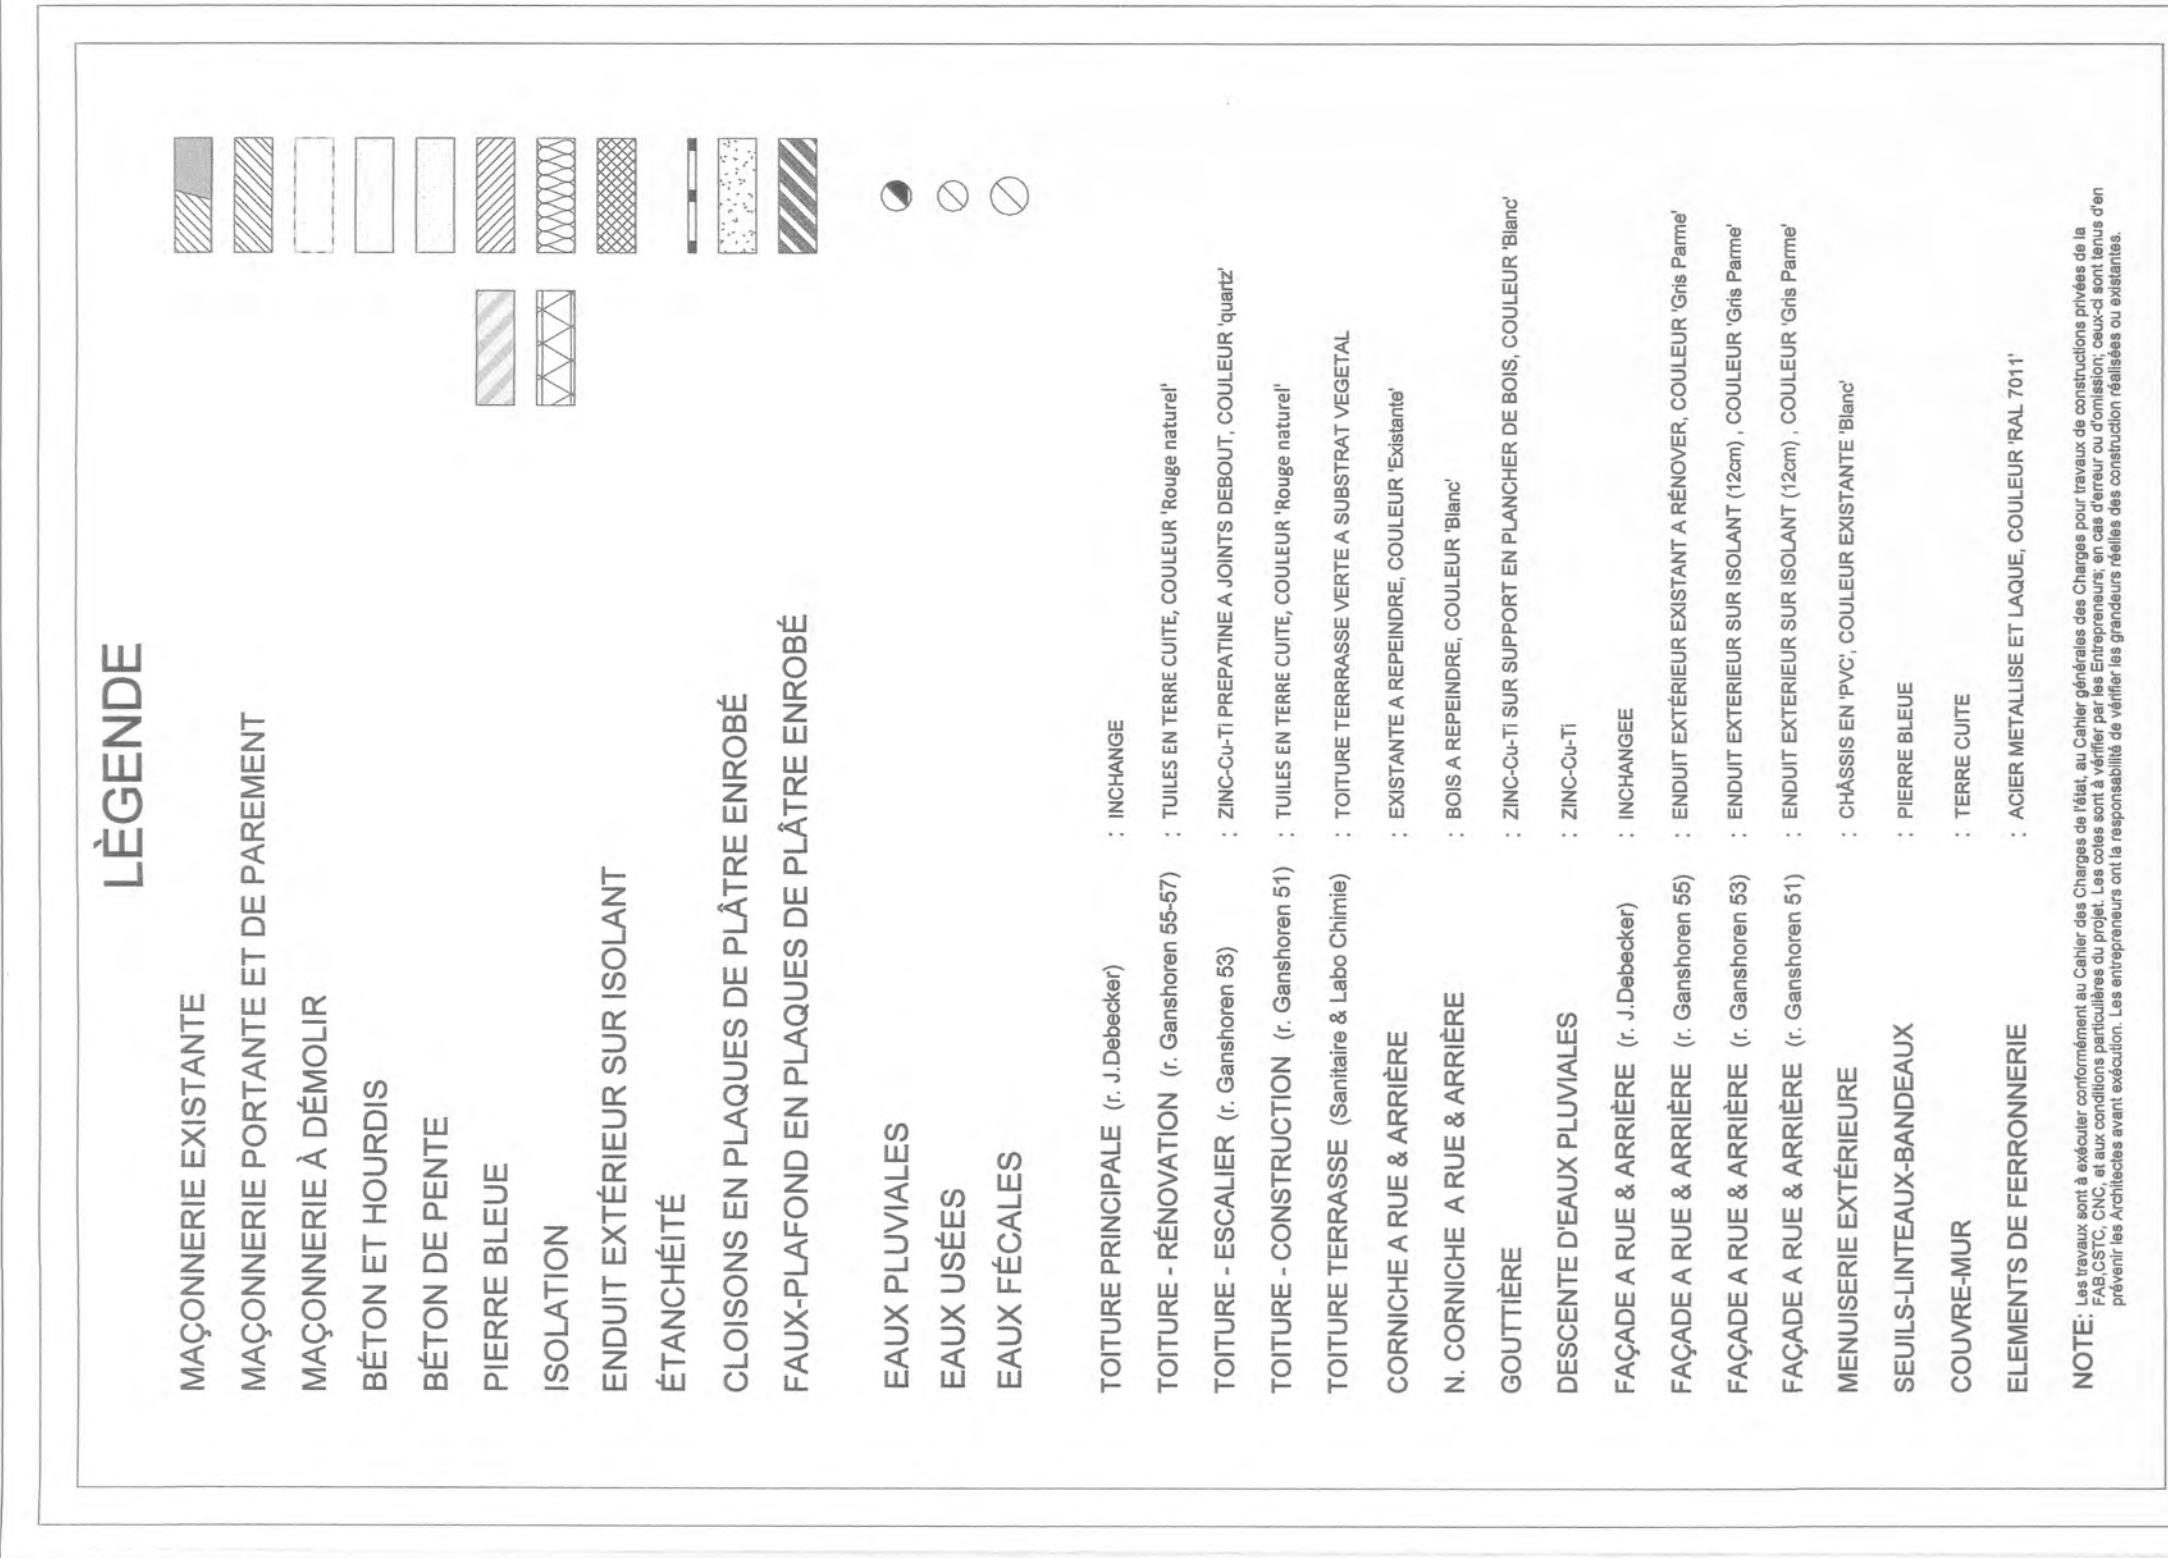 LÈGENDE
MAÇONNERIE EXISTANTE
MAÇONNERIE PORTANTE ET DE PAREMENT
MAÇONNERIE À DÉMOLIR
BÉTON ET HOURDIS
BÉTON DE PENTE
PIERRE BLEUE
ISOLATION
ENDUIT EXTÉRIEUR SUR ISOLANT
ÉTANCHÉITÉ
CLOISONS EN PLAQUES DE PLÂTRE ENROBÉ
FAUX-PLAFOND EN PLAQUES DE PLÂTRE ENROBÉ
EAUX PLUVIALES
EAUX USÉES
EAUX FÉCALES
TOITURE PRINCIPALE (r. J.Debecker) : INCHANGE
TOITURE - RÉNOVATION (r. Ganshoren 55-57) : TUILES EN TERRE CUITE, COULEUR 'Rouge naturel'
TOITURE - ESCALIER (r. Ganshoren 53) : ZINC-Cu-Ti PREPATINE A JOINTS DEBOUT, COULEUR 'quartz'
TOITURE - CONSTRUCTION (r. Ganshoren 51) : TUILES EN TERRE CUITE, COULEUR 'Rouge naturel'
TOITURE TERRASSE (Sanitaire & Labo Chimie) : TOITURE TERRRASSE VERTE A SUBSTRAT VEGETAL
CORNICHE A RUE & ARRIÈRE : EXISTANTE A REPEINDRE, COULEUR 'Existante'
N. CORNICHE A RUE & ARRIÈRE : BOIS A REPEINDRE, COULEUR 'Blanc'
GOUTTIÈRE : ZINC-Cu-Ti SUR SUPPORT EN PLANCHER DE BOIS, COULEUR 'Blanc'
DESCENTE D'EAUX PLUVIALES : ZINC-Cu-Ti
FAÇADE A RUE & ARRIÈRE (r. J.Debecker) : INCHANGEE
FAÇADE A RUE & ARRIÈRE (r. Ganshoren 55) : ENDUIT EXTÉRIEUR EXISTANT A RÉNOVER, COULEUR 'Gris Parme'
FAÇADE A RUE & ARRIÈRE (r. Ganshoren 53) : ENDUIT EXTERIEUR SUR ISOLANT (12cm) , COULEUR 'Gris Parme'
FAÇADE A RUE & ARRIÈRE (r. Ganshoren 51) : ENDUIT EXTERIEUR SUR ISOLANT (12cm) , COULEUR 'Gris Parme'
MENUISERIE EXTÉRIEURE : CHÂSSIS EN 'PVC', COULEUR EXISTANTE 'Blanc'
SEUILS-LINTEAUX-BANDEAUX : PIERRE BLEUE
COUVRE-MUR : TERRE CUITE
ELEMENTS DE FERRONNERIE : ACIER METALLISE ET LAQUE, COULEUR 'RAL 7011'
NOTE: Les travaux sont à exécuter conformément au Cahier des Charges de l'état, au Cahier générales des Charges pour travaux de constructions privées de la
FAB,CSTC, CNC, et aux conditions particulières du projet. Les cotes sont à vérifier par les Entrepreneurs; en cas d'erreur ou d'omission; ceux-ci sont tenus d'en
prévenir les Architectes avant exécution. Les entrepreneurs ont la responsabilité de vérifier les grandeurs réelles des construction réalisées ou existantes.